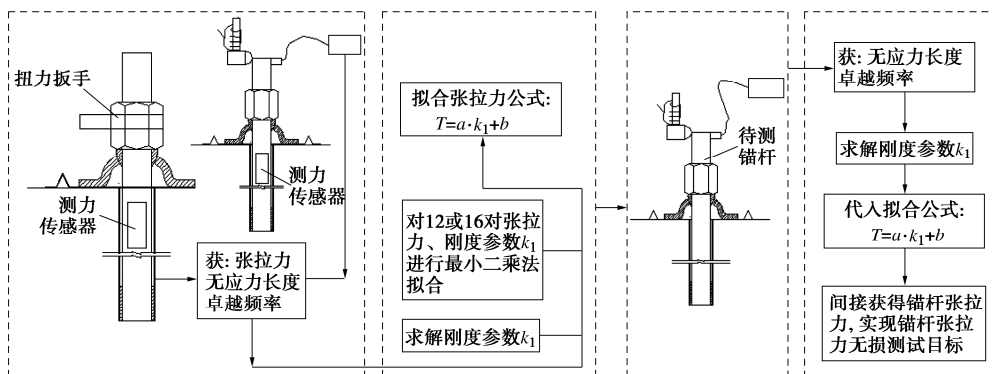 扭力扳手
测力
传感器
测力
传感器
获: 张拉力
无应力长度
卓越频率
拟合张拉力公式:
T=a·k₁+b
对12或16对张拉
力、刚度参数k₁
进行最小二乘法
拟合
求解刚度参数k₁
待测
锚杆
获: 无应力长度
卓越频率
求解刚度参数k₁
代入拟合公式:
T=a·k₁+b
间接获得锚杆张拉
力, 实现锚杆张拉
力无损测试目标